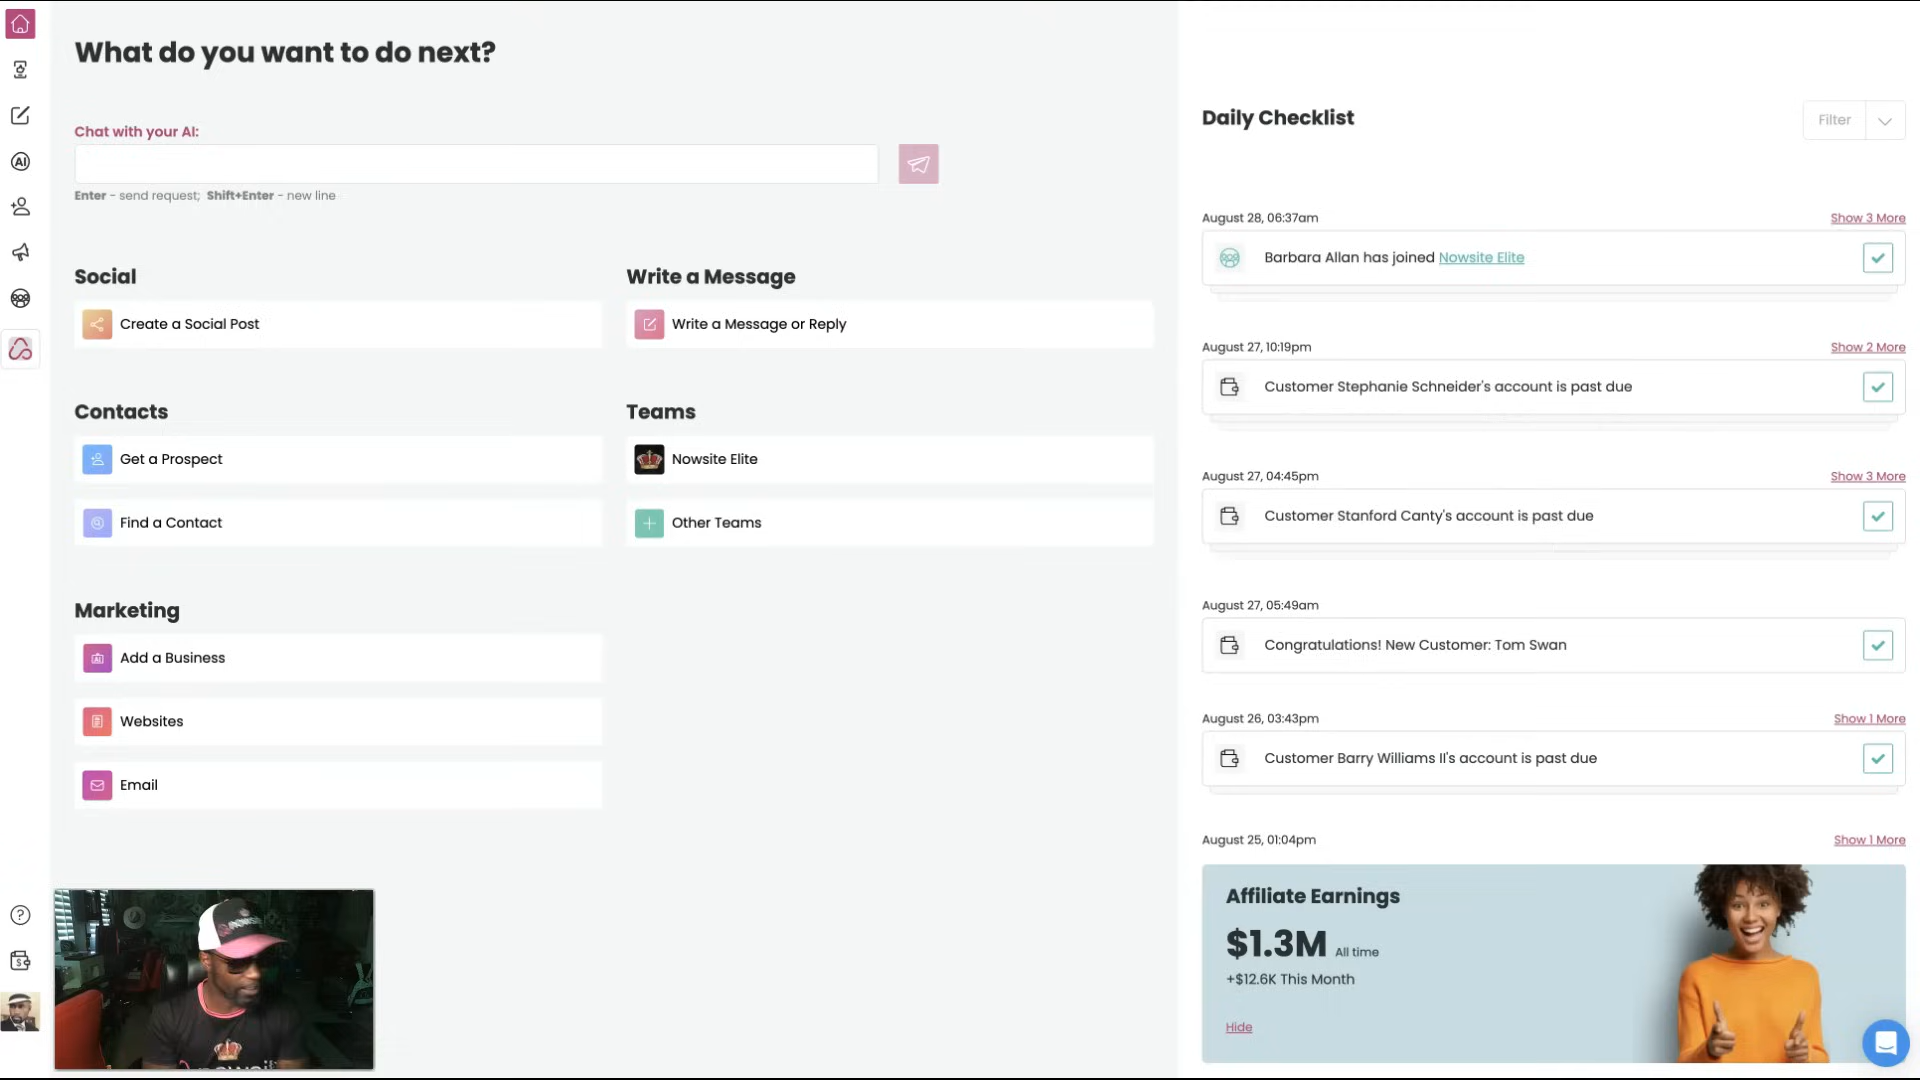 What do you want to do next?
Chat with your AI:
Enter - send request; Shift+Enter - new line
Social
Create a Social Post
Write a Message
Write a Message or Reply
Contacts
Get a Prospect
Find a Contact
Teams
Nowsite Elite
Other Teams
Marketing
Add a Business
Websites
Email
Daily Checklist
Filter
August 28, 06:37am
Show 3 More
Barbara Allan has joined Nowsite Elite
August 27, 10:19pm
Show 2 More
Customer Stephanie Schneider's account is past due
August 27, 04:45pm
Show 3 More
Customer Stanford Canty's account is past due
August 27, 05:49am
Congratulations! New Customer: Tom Swan
August 26, 03:43pm
Show 1 More
Customer Barry Williams II's account is past due
August 25, 01:04pm
Show 1 More
Affiliate Earnings
$1.3M All time
+$12.6K This Month
Hide
AI